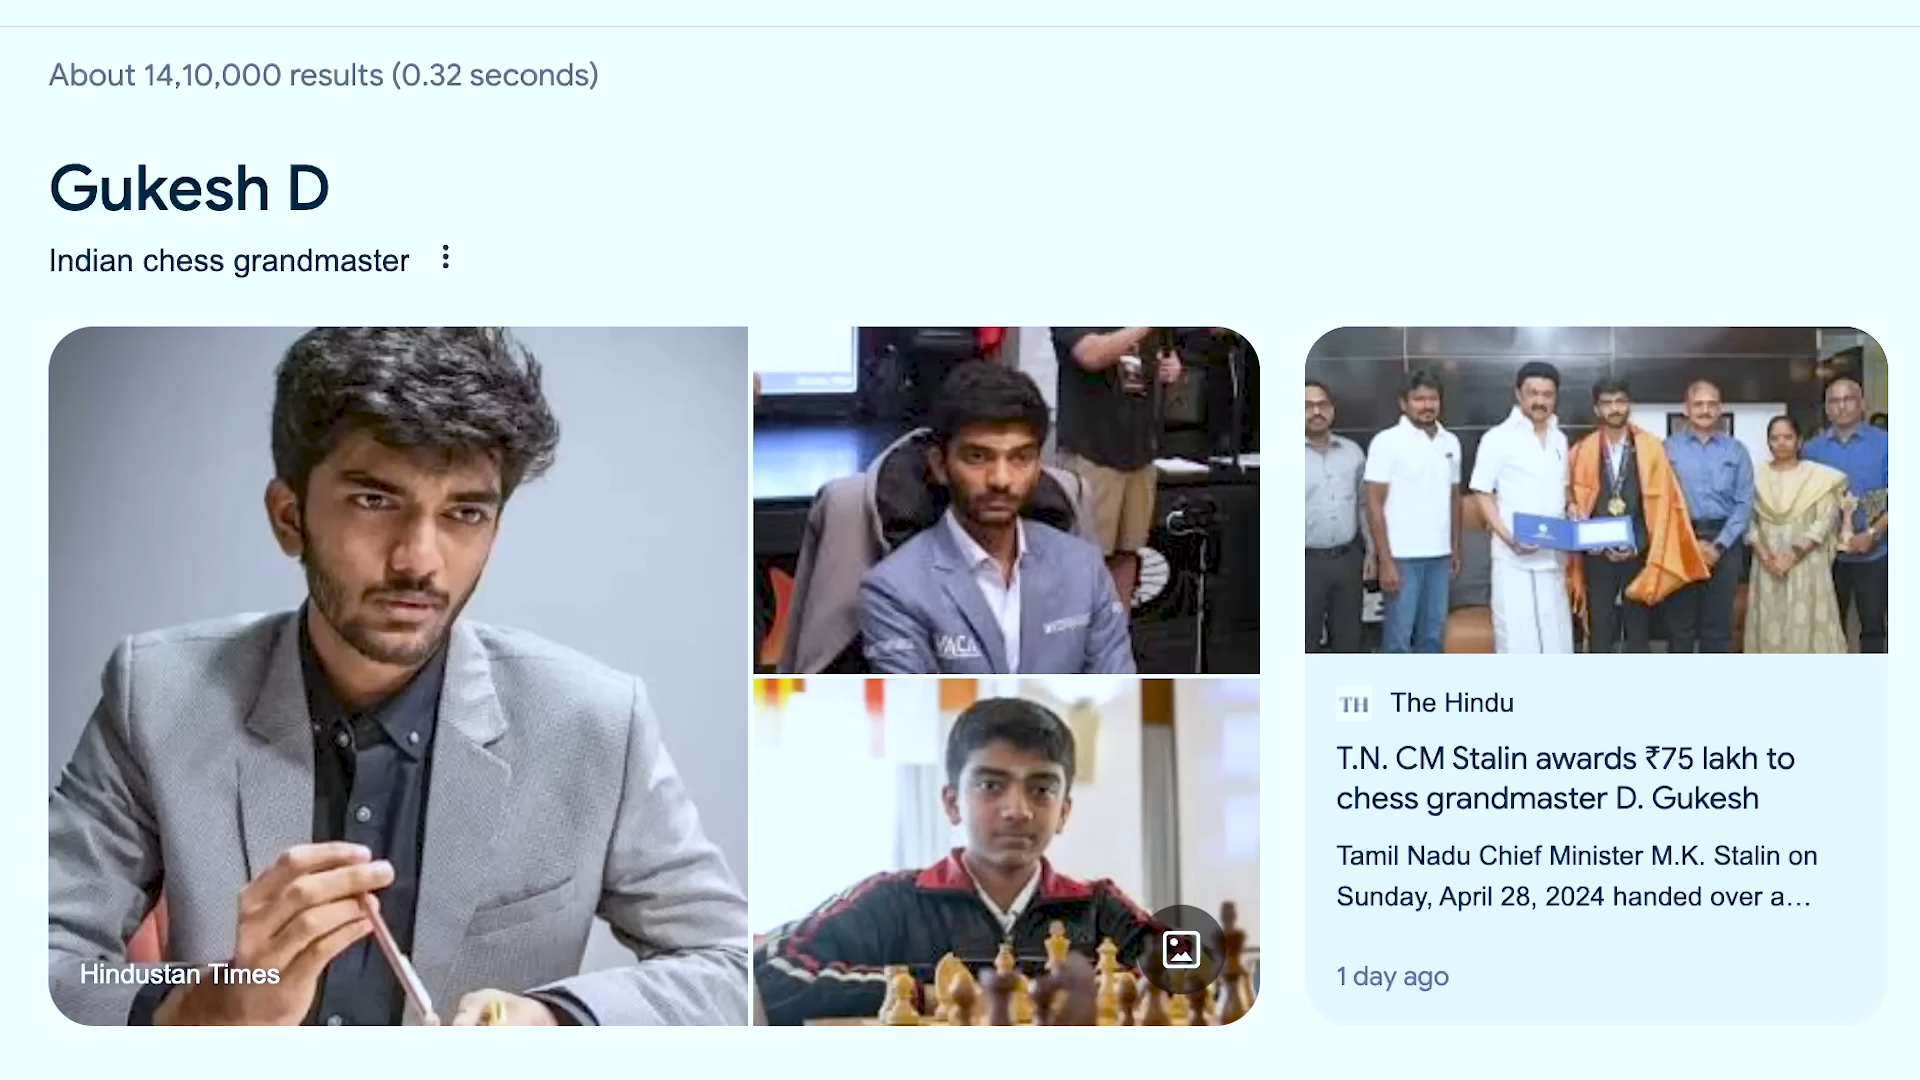 About 14,10,000 results (0.32 seconds)
Gukesh D
Indian chess grandmaster
Hindustan Times
TH The Hindu
T.N. CM Stalin awards ₹75 lakh to
chess grandmaster D. Gukesh
Tamil Nadu Chief Minister M.K. Stalin on
Sunday, April 28, 2024 handed over a...
1 day ago